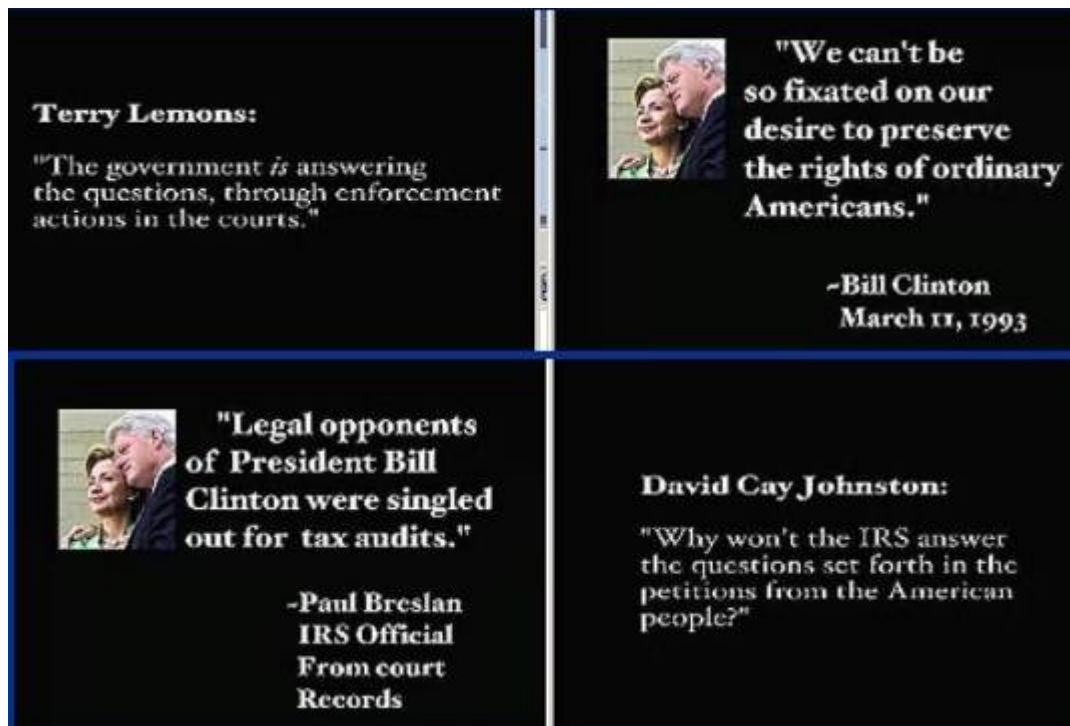 Terry Lemons:
"The government is answering
the questions, through enforcement
actions in the courts."
"We can't be
so fixated on our
desire to preserve
the rights of ordinary
Americans."
~Bill Clinton
March 11, 1993
"Legal opponents
of President Bill
Clinton were singled
out for tax audits."
~Paul Breslan
IRS Official
From court
Records
David Cay Johnston:
"Why won't the IRS answer
the questions set forth in the
petitions from the American
people?"